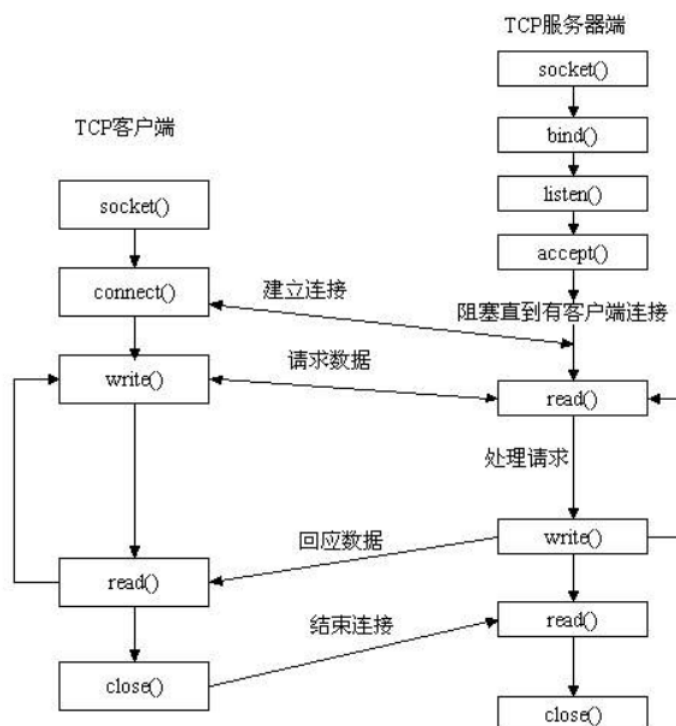 TCP服务器端
socket()
TCP客户端
bind()
listen()
socket()
accept()
connect()
建立连接
阻塞直到有客户端连接
请求数据
write()
read()
处理请求
回应数据
write()
read()
结束连接
read()
close()
close()